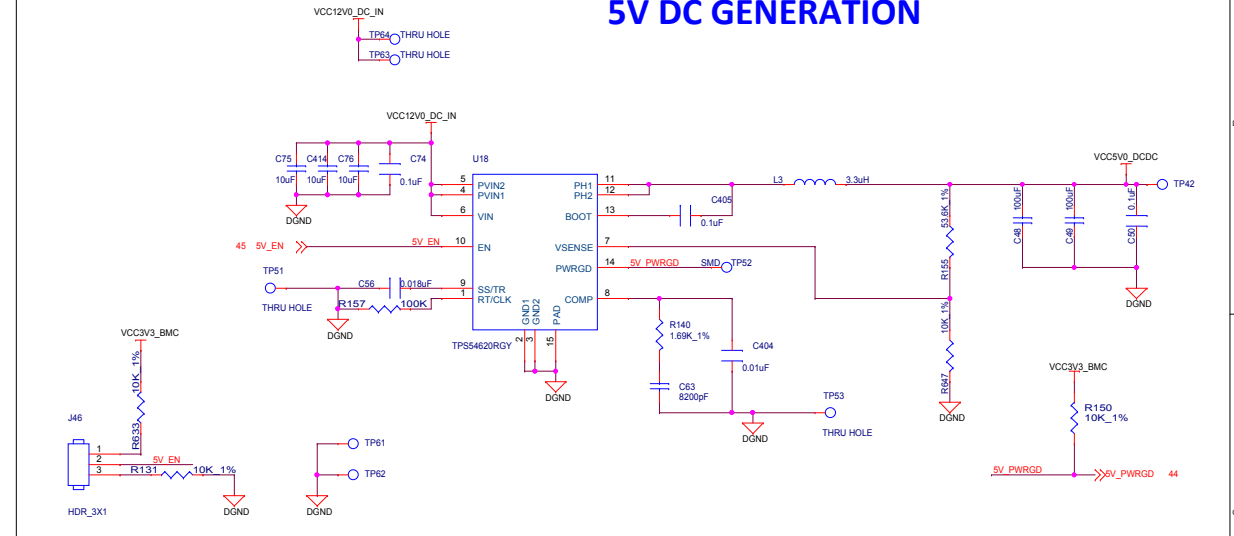 5V DC GENERATION
VCC12V0_DC_IN
TP64 THRU HOLE
TP63 THRU HOLE
VCC12V0_DC_IN
C75 C414 C76 C74
10uF 10uF 10uF 0.1uF
DGND
U18
5 PVIN2
4 PVIN1
6 VIN
10 EN
9 SS/TR
1 RT/CLK
PH1 11
PH2 12
BOOT 13
VSENSE 7
PWRGD 14
COMP 8
GND1 2
GND2 3
PAD 15
TPS54620RGY
DGND
45 5V_EN
5V_EN
TP51
THRU HOLE
C56 0.018uF
R157 100K
DGND
C405
0.1uF
L3 3.3uH
5V_PWRGD SMD TP52
R140
1.69K_1%
C63
8200pF
C404
0.01uF
DGND
TP53
THRU HOLE
53.6K_1%
R155
10K_1%
R647
DGND
VCC5V0_DCDC
TP42
100uF
C48
100uF
C49
0.1uF
C50
DGND
VCC3V3_BMC
10K_1%
R633
J46
1
2 5V_EN
3 R131 10K_1%
HDR_3X1
DGND
TP61
TP62
DGND
VCC3V3_BMC
R150
10K_1%
5V_PWRGD
5V_PWRGD 44